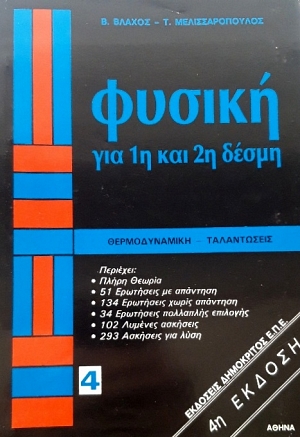 Β. ΒΛΑΧΟΣ – Τ. ΜΕΛΙΣΣΑΡΟΠΟΥΛΟΣ
φυσική
για 1η και 2η δέσμη
ΘΕΡΜΟΔΥΝΑΜΙΚΗ – ΤΑΛΑΝΤΩΣΕΙΣ
Περιέχει:
• Πλήρη Θεωρία
• 51 Ερωτήσεις με απάντηση
• 134 Ερωτήσεις χωρίς απάντηση
• 34 Ερωτήσεις πολλαπλής επιλογής
• 102 Λυμένες ασκήσεις
• 293 Ασκήσεις για λύση
4
ΕΚΔΟΣΕΙΣ ΔΗΜΟΚΡΙΤΟΣ Ε.Π.Ε.
4η ΕΚΔΟΣΗ
ΑΘΗΝΑ